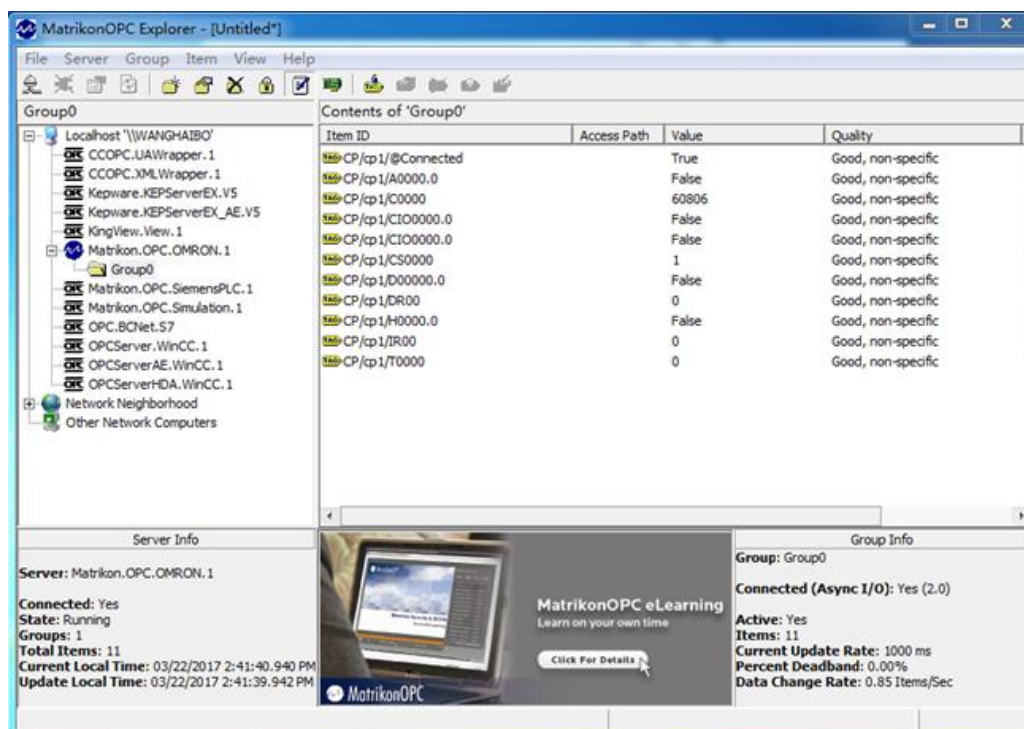 MatrikonOPC Explorer - [Untitled*]
File Server Group Item View Help
Group0
Contents of 'Group0'
Localhost '\\WANGHAIBO'
CCOPC.UAWrapper.1
CCOPC.XMLWrapper.1
Kepware.KEPServerEX.V5
Kepware.KEPServerEX_AE.V5
KingView.View.1
Matrikon.OPC.OMRON.1
Group0
Matrikon.OPC.SiemensPLC.1
Matrikon.OPC.Simulation.1
OPC.BCNet.S7
OPCServer.WinCC.1
OPCServerAE.WinCC.1
OPCServerHDA.WinCC.1
Network Neighborhood
Other Network Computers
Item ID Access Path Value Quality
CP/cp1/@Connected True Good, non-specific
CP/cp1/A0000.0 False Good, non-specific
CP/cp1/C0000 60806 Good, non-specific
CP/cp1/CIO0000.0 False Good, non-specific
CP/cp1/CIO0000.0 False Good, non-specific
CP/cp1/CS0000 1 Good, non-specific
CP/cp1/D00000.0 False Good, non-specific
CP/cp1/DR00 0 Good, non-specific
CP/cp1/H0000.0 False Good, non-specific
CP/cp1/IR00 0 Good, non-specific
CP/cp1/T0000 0 Good, non-specific
Server Info
Server: Matrikon.OPC.OMRON.1
Connected: Yes
State: Running
Groups: 1
Total Items: 11
Current Local Time: 03/22/2017 2:41:40.940 PM
Update Local Time: 03/22/2017 2:41:39.942 PM
MatrikonOPC eLearning
Learn on your own time
Click For Details
MatrikonOPC
Group Info
Group: Group0
Connected (Async I/O): Yes (2.0)
Active: Yes
Items: 11
Current Update Rate: 1000 ms
Percent Deadband: 0.00%
Data Change Rate: 0.85 Items/Sec